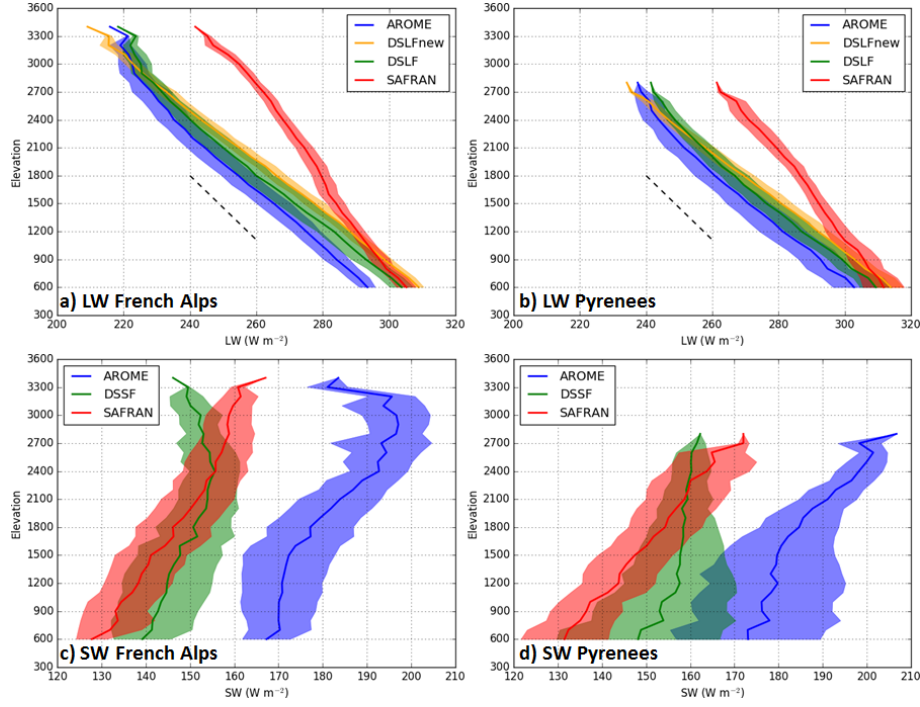 3600
3300
3000
2700
2400
2100
1800
1500
1200
900
600
300
Elevation
AROME
DSLFnew
DSLF
SAFRAN
a) LW French Alps
200 220 240 260 280 300 320
LW (W m⁻²)
3600
3300
3000
2700
2400
2100
1800
1500
1200
900
600
300
Elevation
AROME
DSLFnew
DSLF
SAFRAN
b) LW Pyrenees
200 220 240 260 280 300 320
LW (W m⁻²)
3600
3300
3000
2700
2400
2100
1800
1500
1200
900
600
300
Elevation
AROME
DSSF
SAFRAN
c) SW French Alps
120 130 140 150 160 170 180 190 200 210
SW (W m⁻²)
3600
3300
3000
2700
2400
2100
1800
1500
1200
900
600
300
Elevation
AROME
DSSF
SAFRAN
d) SW Pyrenees
120 130 140 150 160 170 180 190 200 210
SW (W m⁻²)